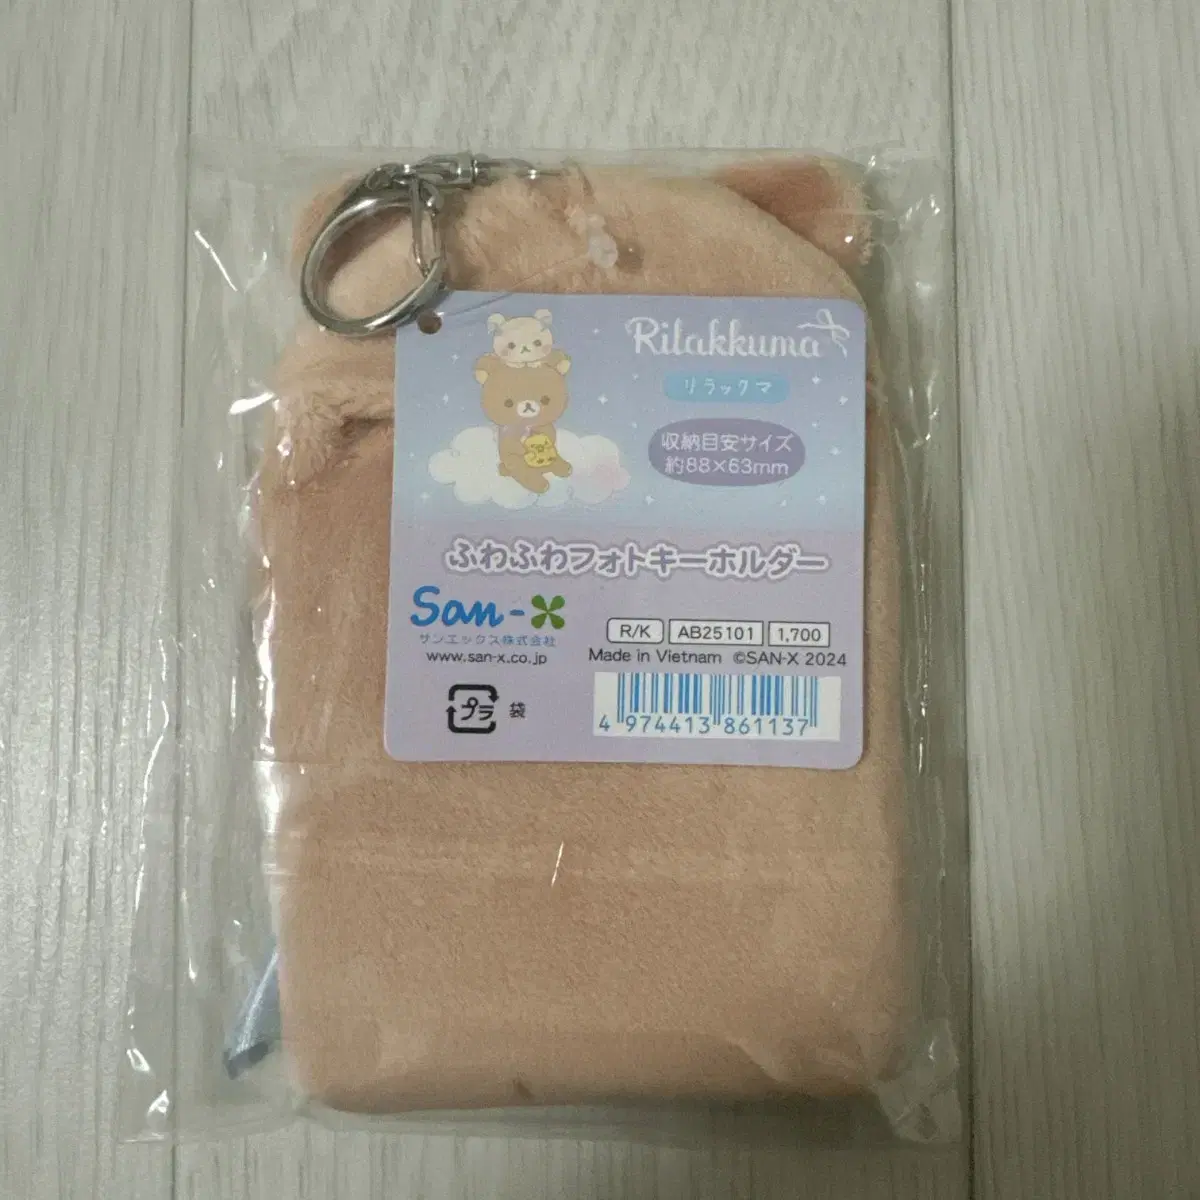 Rilakkuma
リラックマ
収納目安サイズ
約88×63mm
ふわふわフォトキーホルダー
San-X
サンエックス株式会社
www.san-x.co.jp
R/K AB25101 1,700
Made in Vietnam ©SAN-X 2024
プラ 袋
4 974413 861137